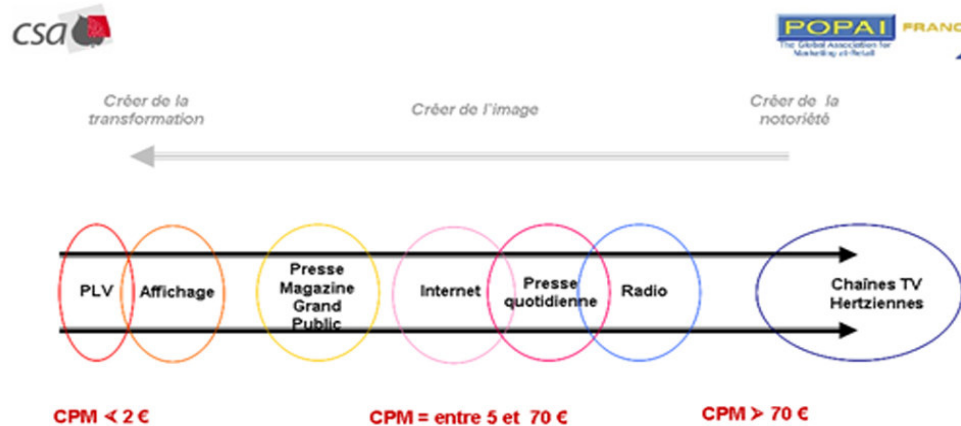 csa
POPAI FRANC
The Global Association for
Marketing at-Retail
Créer de la
transformation
Créer de l'image
Créer de la
notoriété
PLV
Affichage
Presse
Magazine
Grand
Public
Internet
Presse
quotidienne
Radio
Chaînes TV
Hertziennes
CPM < 2 €
CPM = entre 5 et 70 €
CPM > 70 €